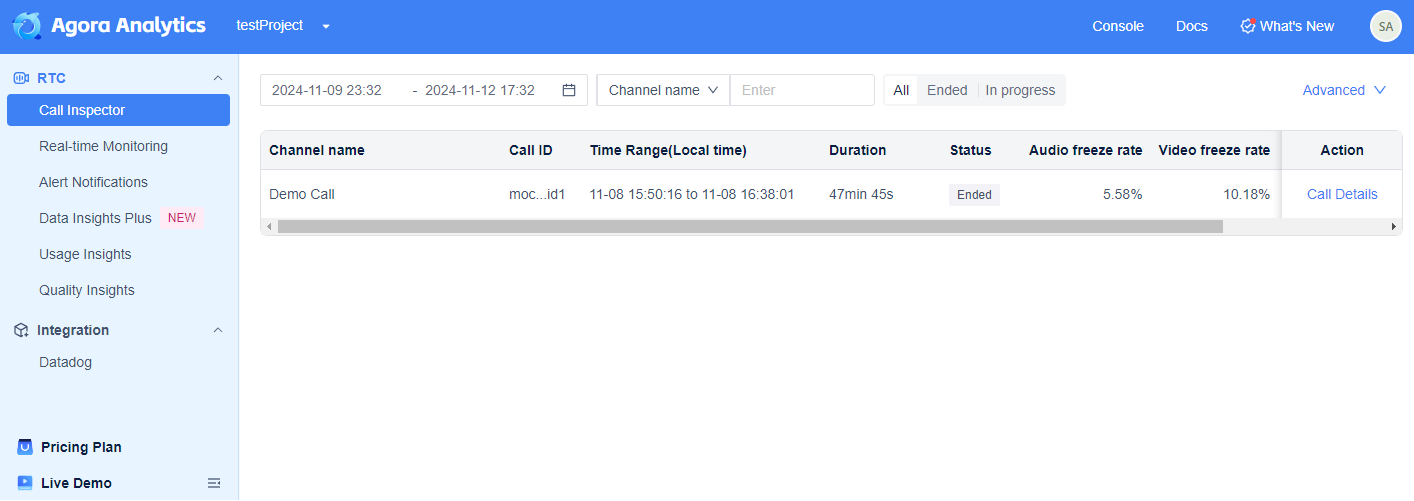 Agora Analytics
testProject
Console
Docs
What's New
SA
RTC
Call Inspector
Real-time Monitoring
Alert Notifications
Data Insights Plus NEW
Usage Insights
Quality Insights
Integration
Datadog
Pricing Plan
Live Demo
2024-11-09 23:32 - 2024-11-12 17:32
Channel name
Enter
All Ended In progress
Advanced
Channel name Call ID Time Range(Local time) Duration Status Audio freeze rate Video freeze rate Action
Demo Call moc...id1 11-08 15:50:16 to 11-08 16:38:01 47min 45s Ended 5.58% 10.18% Call Details